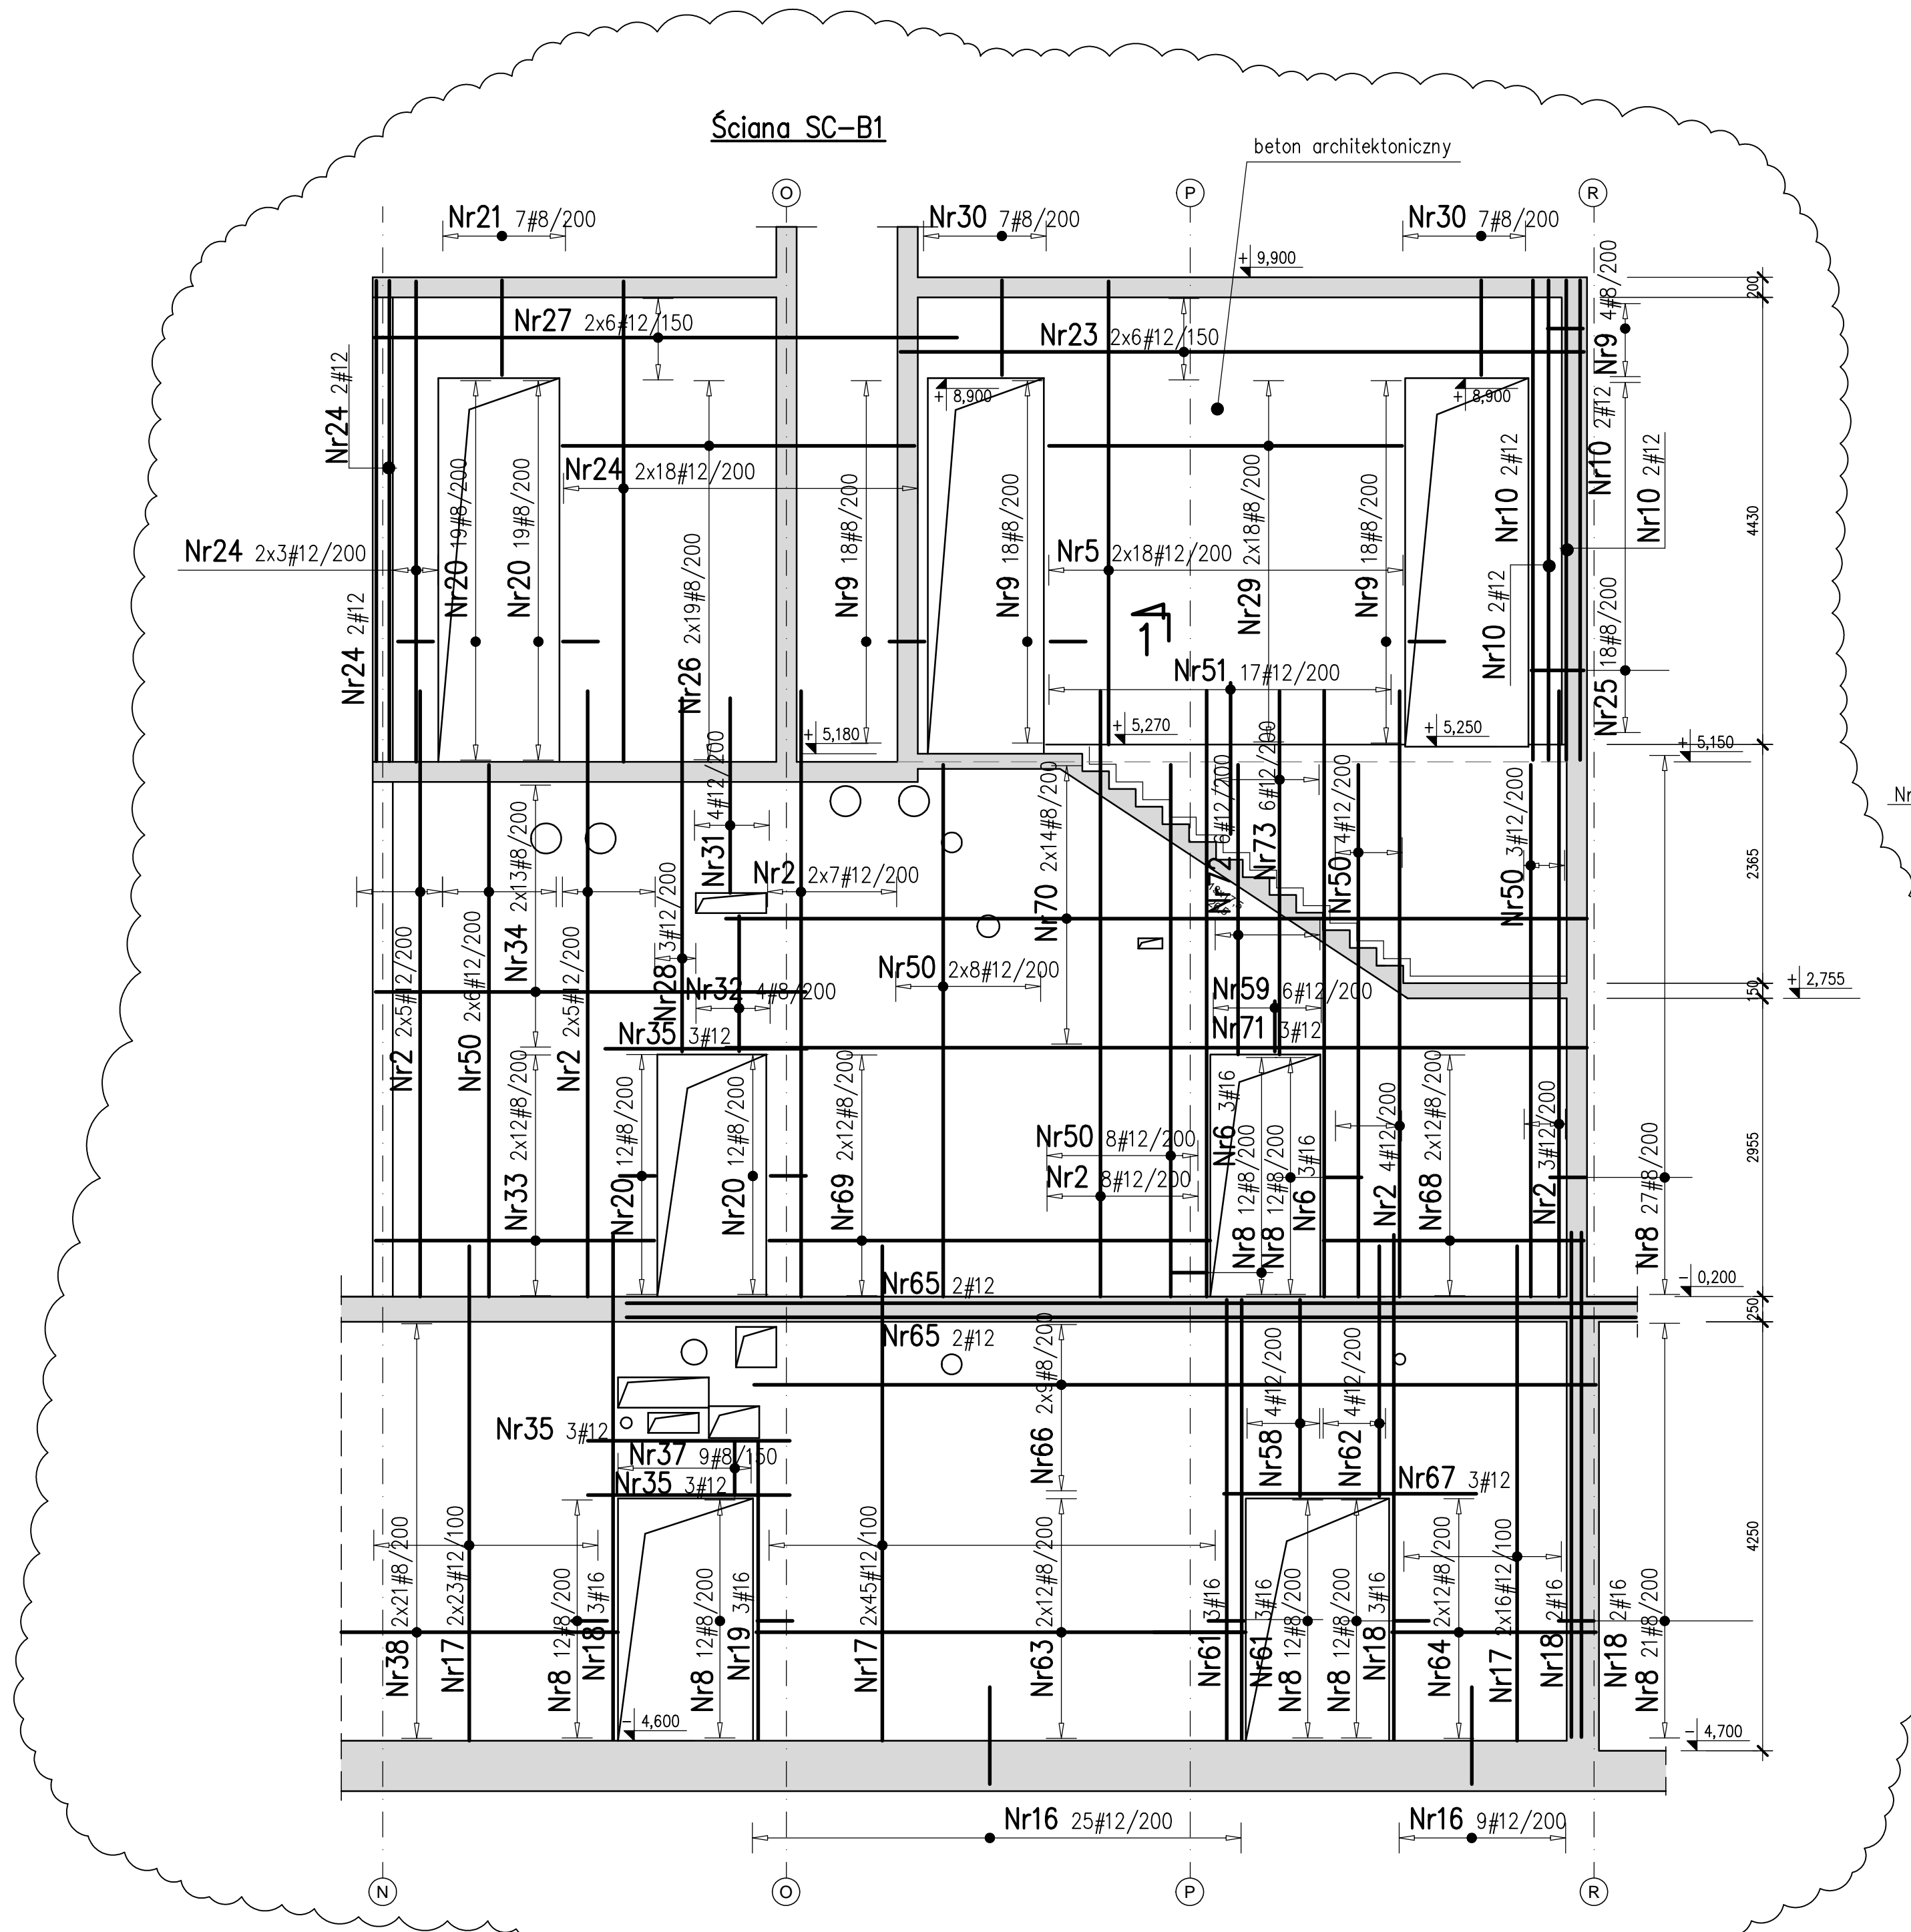 Ściana SC-B1
beton architektoniczny
O
P
R
Nr21 7#8/200
Nr30 7#8/200
Nr30 7#8/200
+ 9,900
Nr27 2x6#12/150
Nr23 2x6#12/150
Nr9 4#8/200
200
Nr24 2#12
+ 8,900
+ 8,900
Nr10 2#12
Nr10 2#12
Nr10 2#12
Nr24 2x18#12/200
Nr24 2x3#12/200
Nr20 19#8/200
Nr20 19#8/200
Nr9 18#8/200
Nr9 18#8/200
Nr5 2x18#12/200
Nr29 2x18#8/200
Nr9 18#8/200
4430
Nr24 2#12
Nr26 2x19#8/200
1
Nr10 2#12
Nr25 18#8/200
Nr51 17#12/200
+ 5,180
+ 5,270
+ 5,250
+ 5,150
Nr31 4#12/200
Nr34 2x13#8/200
Nr2 2x7#12/200
Nr70 2x14#8/200
6#12/200
Nr73 6#12/200
Nr50 4#12/200
Nr50 3#12/200
2365
Nr
Nr28 3#12/200
Nr2 2x5#12/200
Nr50 2x6#12/200
Nr2 2x5#12/200
Nr32 4#8/200
Nr50 2x8#12/200
Nr59 6#12/200
Nr71 3#12
Nr35 3#12
150
+ 2,755
Nr33 2x12#8/200
Nr20 12#8/200
Nr20 12#8/200
Nr69 2x12#8/200
Nr50 8#12/200
Nr2 8#12/200
Nr6 3#16
Nr8 12#8/200
Nr8 12#8/200
Nr6 3#16
Nr2 4#12/200
Nr68 2x12#8/200
Nr2 3#12/200
Nr8 27#8/200
2955
Nr65 2#12
- 0,200
250
Nr65 2#12
Nr66 2x9#8/200
Nr58 4#12/200
Nr62 4#12/200
Nr35 3#12
Nr37 9#8/150
Nr35 3#12
Nr67 3#12
Nr38 2x21#8/200
Nr17 2x23#12/100
Nr8 12#8/200
Nr18 3#16
Nr8 12#8/200
Nr19 3#16
Nr17 2x45#12/100
Nr63 2x12#8/200
Nr61 3#16
Nr61 3#16
Nr8 12#8/200
Nr8 12#8/200
Nr18 3#16
Nr64 2x12#8/200
Nr17 2x16#12/100
Nr18 2#16
Nr18 2#16
Nr8 21#8/200
4250
- 4,600
- 4,700
Nr16 25#12/200
Nr16 9#12/200
N
O
P
R